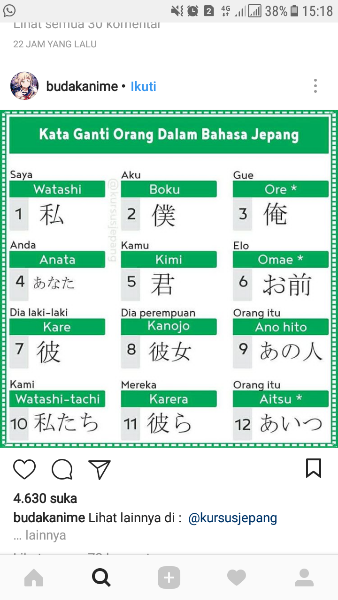 38% 15:18
Lihat semua 30 komentar
22 JAM YANG LALU
budakanime • Ikuti
Kata Ganti Orang Dalam Bahasa Jepang
Saya
Watashi
1 私
Aku
Boku
2 僕
Gue
Ore *
3 俺
Anda
Anata
4 あなた
Kamu
Kimi
5 君
Elo
Omae *
6 お前
Dia laki-laki
Kare
7 彼
Dia perempuan
Kanojo
8 彼女
Orang itu
Ano hito
9 あの人
Kami
Watashi-tachi
10 私たち
Mereka
Karera
11 彼ら
Orang itu
Aitsu *
12 あいつ
@kursusjepang
4.630 suka
budakanime Lihat lainnya di : @kursusjepang
... lainnya